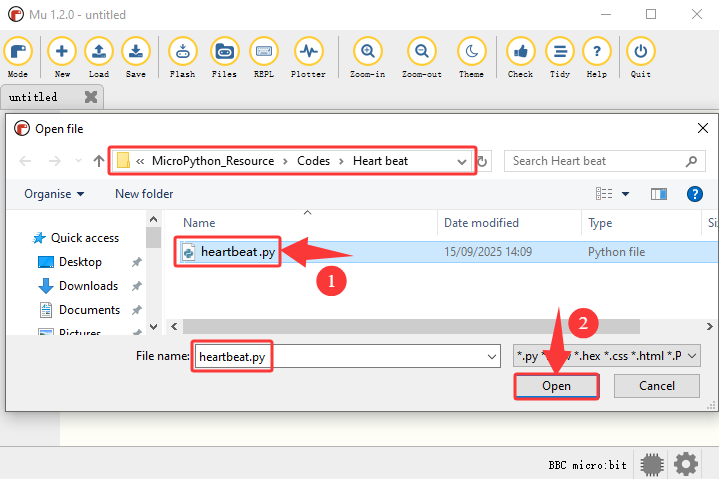 Mu 1.2.0 - untitled
Mode New Load Save Flash Files REPL Plotter Zoom-in Zoom-out Theme Check Tidy Help Quit
untitled
Open file
« MicroPython_Resource > Codes > Heart beat
Search Heart beat
Organise New folder
Name Date modified Type Si
Quick access
heartbeat.py 15/09/2025 14:09 Python file
1
Desktop
Downloads
Documents
Pictures
2
File name: heartbeat.py
*.py * *.hex *.css *.html *.P
Open Cancel
BBC micro:bit